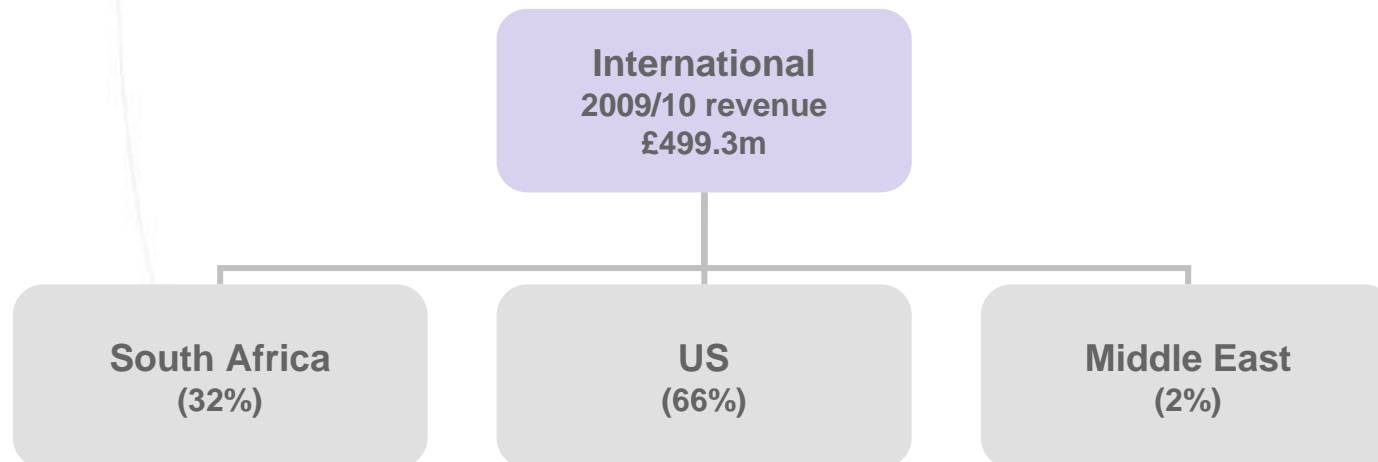 International
2009/10 revenue
£499.3m
South Africa
(32%)
US
(66%)
Middle East
(2%)